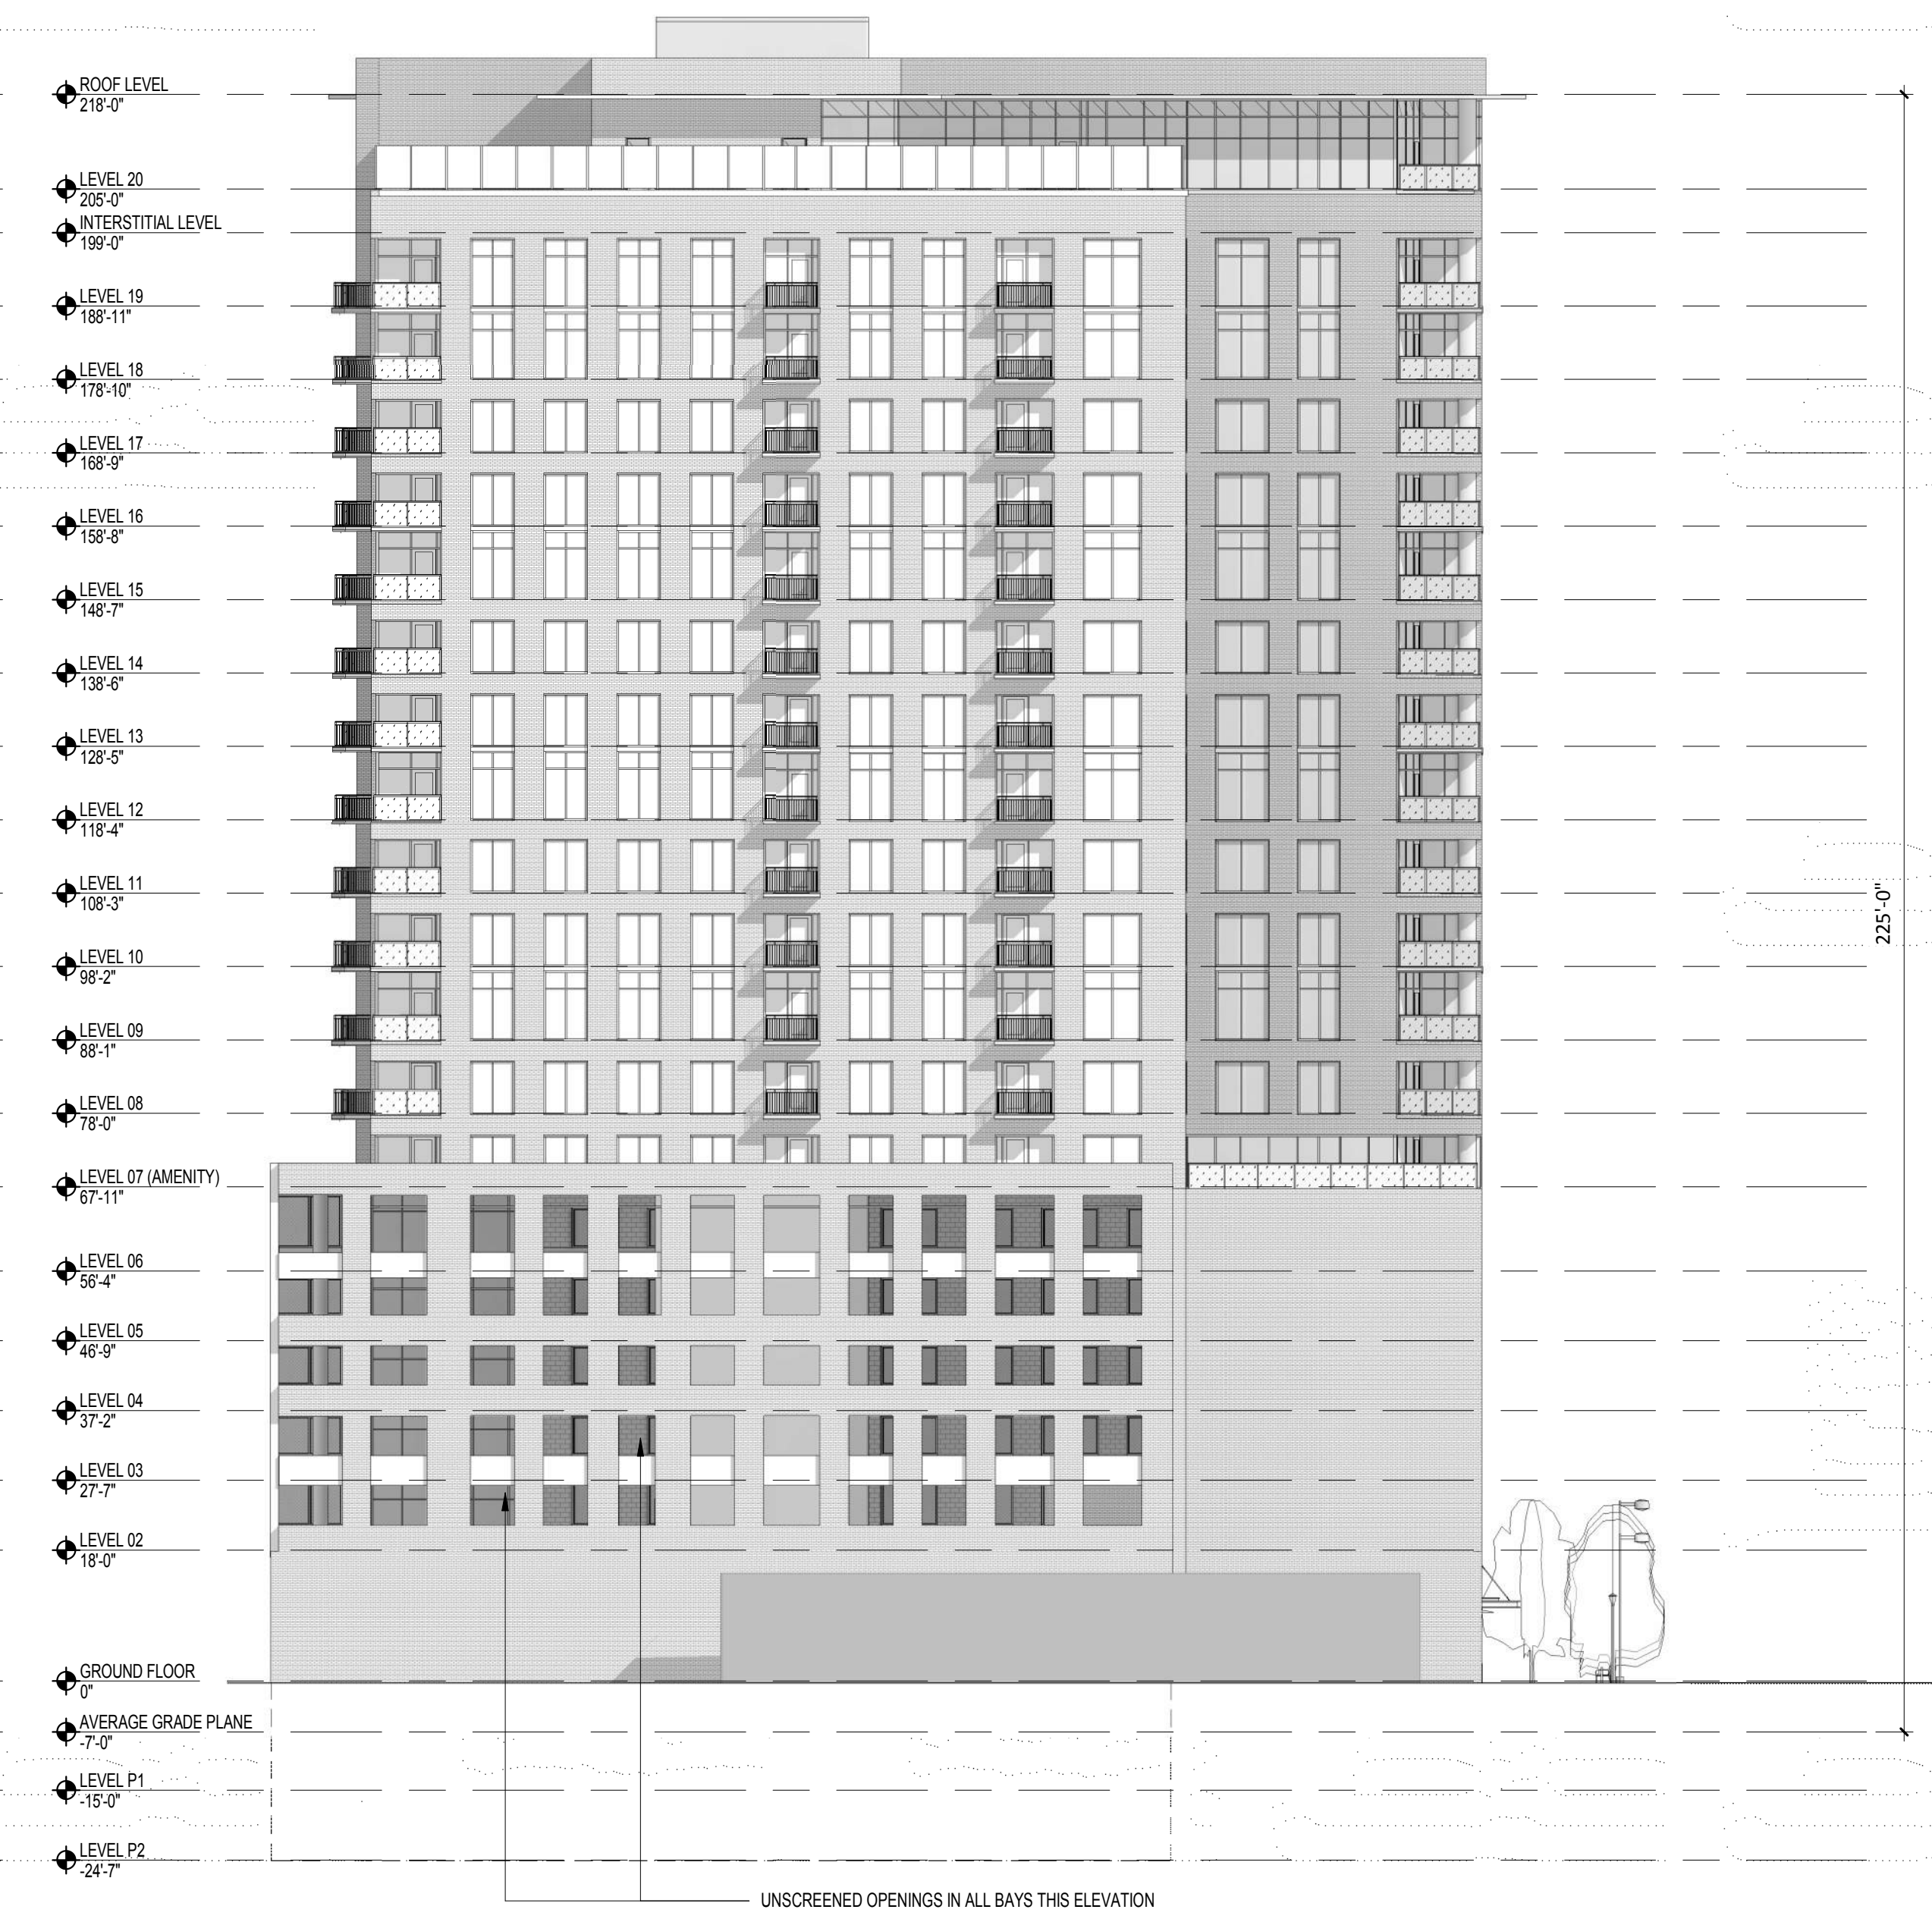 ROOF LEVEL
218'-0"
LEVEL 20
205'-0"
INTERSTITIAL LEVEL
199'-0"
LEVEL 19
188'-11"
LEVEL 18
178'-10"
LEVEL 17
168'-9"
LEVEL 16
158'-8"
LEVEL 15
148'-7"
LEVEL 14
138'-6"
LEVEL 13
128'-5"
LEVEL 12
118'-4"
LEVEL 11
108'-3"
225'-0"
LEVEL 10
98'-2"
LEVEL 09
88'-1"
LEVEL 08
78'-0"
LEVEL 07 (AMENITY)
67'-11"
LEVEL 06
56'-4"
LEVEL 05
46'-9"
LEVEL 04
37'-2"
LEVEL 03
27'-7"
LEVEL 02
18'-0"
GROUND FLOOR
0"
AVERAGE GRADE PLANE
-7'-0"
LEVEL P1
-15'-0"
LEVEL P2
-24'-7"
UNSCREENED OPENINGS IN ALL BAYS THIS ELEVATION